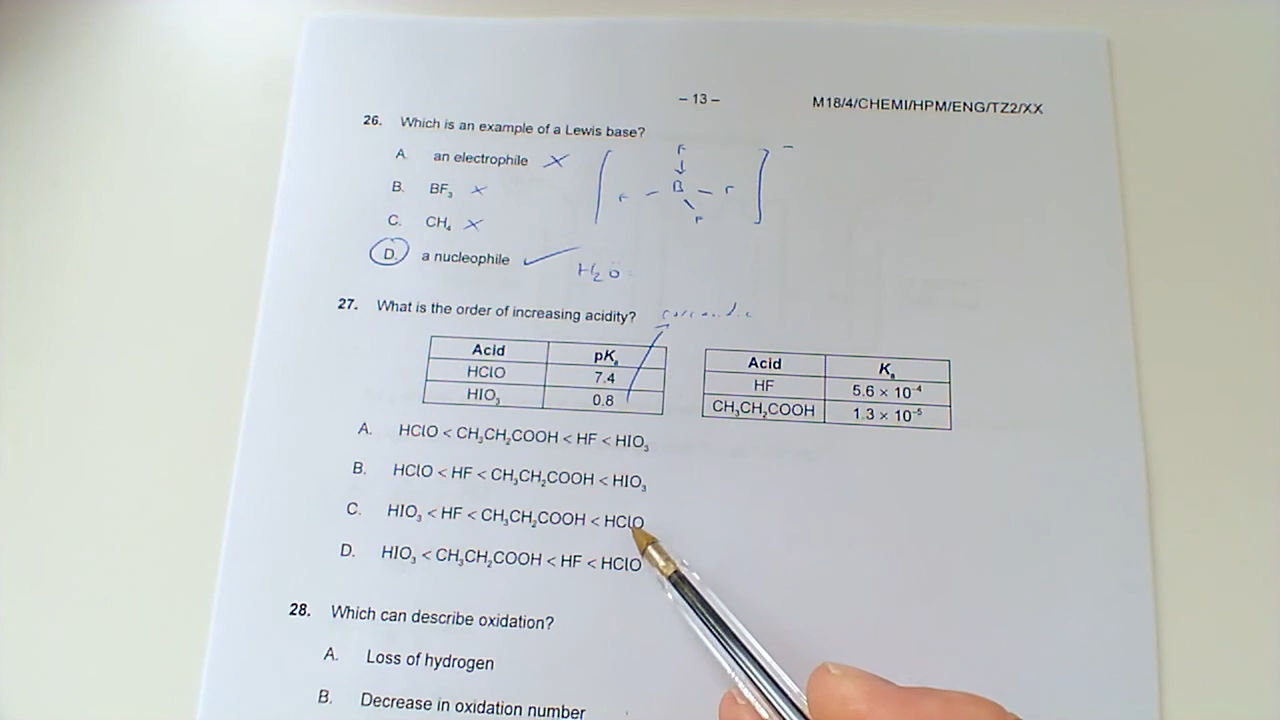 – 13 –
M18/4/CHEMI/HPM/ENG/TZ2/XX
26. Which is an example of a Lewis base?
A. an electrophile ×
B. BF₃ ×
C. CH₄ ×
D. a nucleophile ✓
H₂O
[
F
↓
F – B – F
F
] –
27. What is the order of increasing acidity?
Acid pKₐ
HClO 7.4
HIO₃ 0.8
Acid Kₐ
HF 5.6 × 10⁻⁴
CH₃CH₂COOH 1.3 × 10⁻⁵
A. HClO < CH₃CH₂COOH < HF < HIO₃
B. HClO < HF < CH₃CH₂COOH < HIO₃
C. HIO₃ < HF < CH₃CH₂COOH < HClO
D. HIO₃ < CH₃CH₂COOH < HF < HClO
28. Which can describe oxidation?
A. Loss of hydrogen
B. Decrease in oxidation number